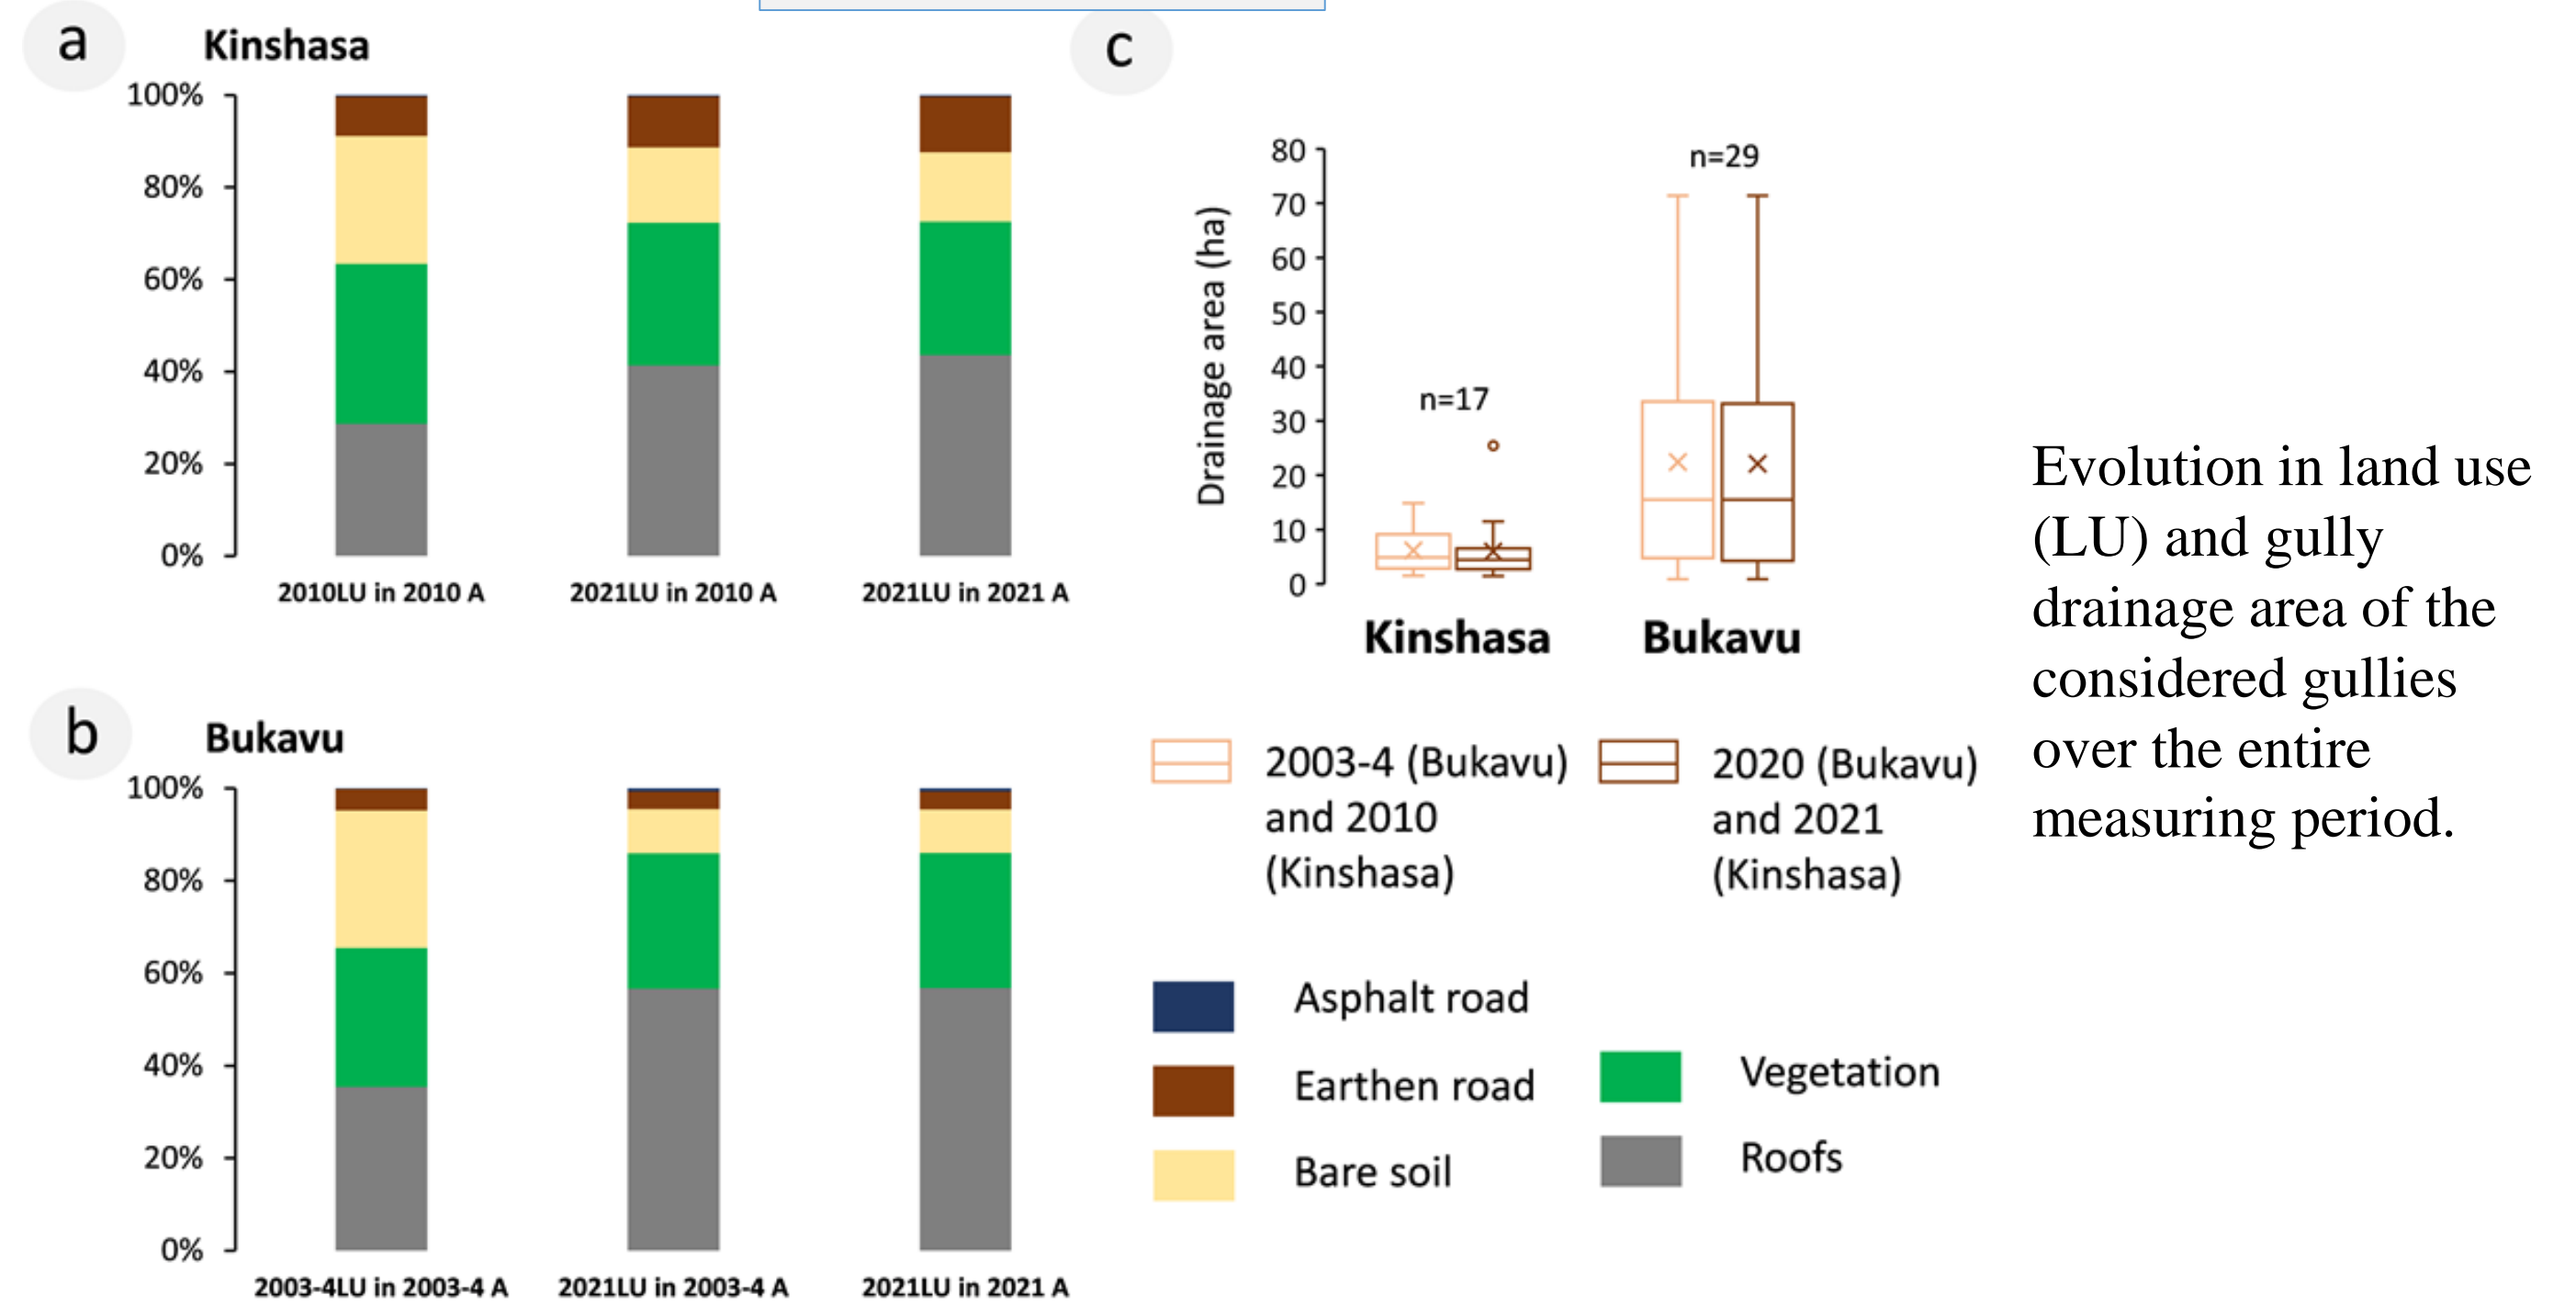 a
Kinshasa
100%
80%
60%
40%
20%
0%
2010LU in 2010 A
2021LU in 2010 A
2021LU in 2021 A
b
Bukavu
100%
80%
60%
40%
20%
0%
2003-4LU in 2003-4 A
2021LU in 2003-4 A
2021LU in 2021 A
c
Drainage area (ha)
80
70
60
50
40
30
20
10
0
n=17
n=29
Kinshasa
Bukavu
2003-4 (Bukavu)
and 2010
(Kinshasa)
2020 (Bukavu)
and 2021
(Kinshasa)
Asphalt road
Earthen road
Bare soil
Vegetation
Roofs
Evolution in land use
(LU) and gully
drainage area of the
considered gullies
over the entire
measuring period.